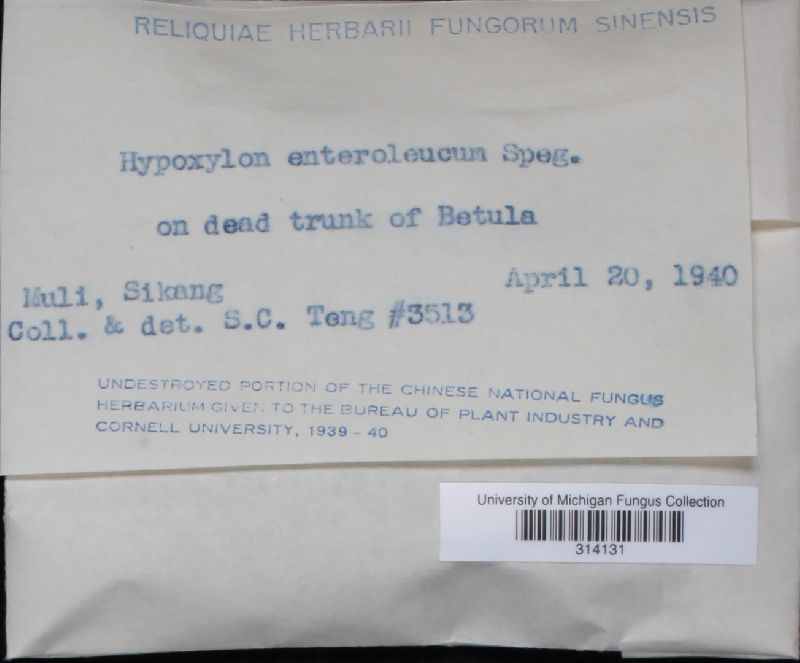 RELIQUIAE HERBARII FUNGORUM SINENSIS
Hypoxylon enteroleucum Speg.
on dead trunk of Betula
Muli, Sikang April 20, 1940
Coll. & det. S.C. Teng #3513
UNDESTROYED PORTION OF THE CHINESE NATIONAL FUNGUS
HERBARIUM GIVEN TO THE BUREAU OF PLANT INDUSTRY AND
CORNELL UNIVERSITY, 1939-40
University of Michigan Fungus Collection
314131